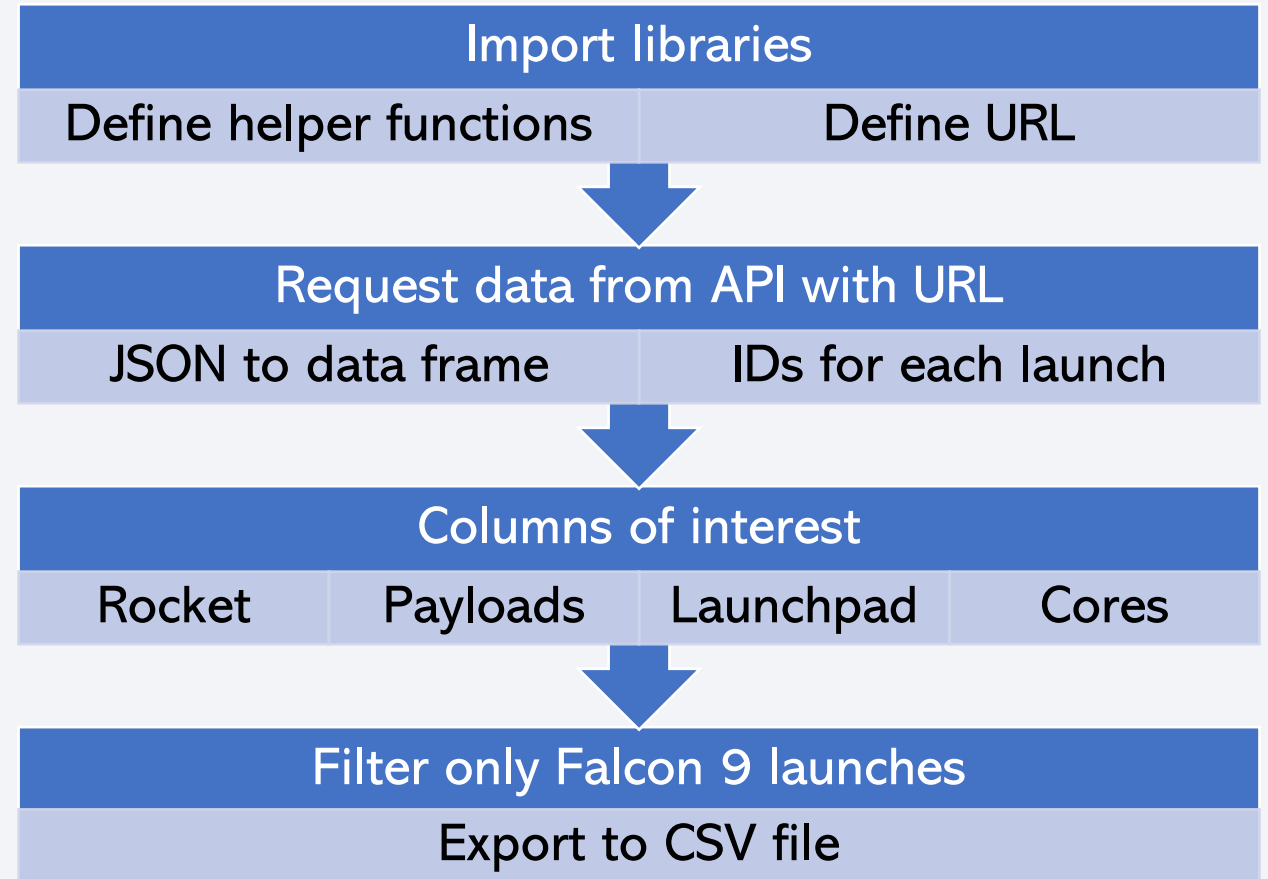 Import libraries
Define helper functions
Define URL
Request data from API with URL
JSON to data frame
IDs for each launch
Columns of interest
Rocket
Payloads
Launchpad
Cores
Filter only Falcon 9 launches
Export to CSV file